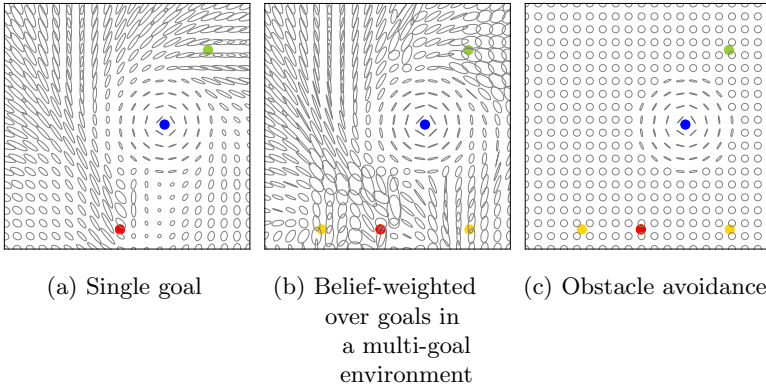 (a) Single goal
(b) Belief-weighted
over goals in
a multi-goal
environment
(c) Obstacle avoidance